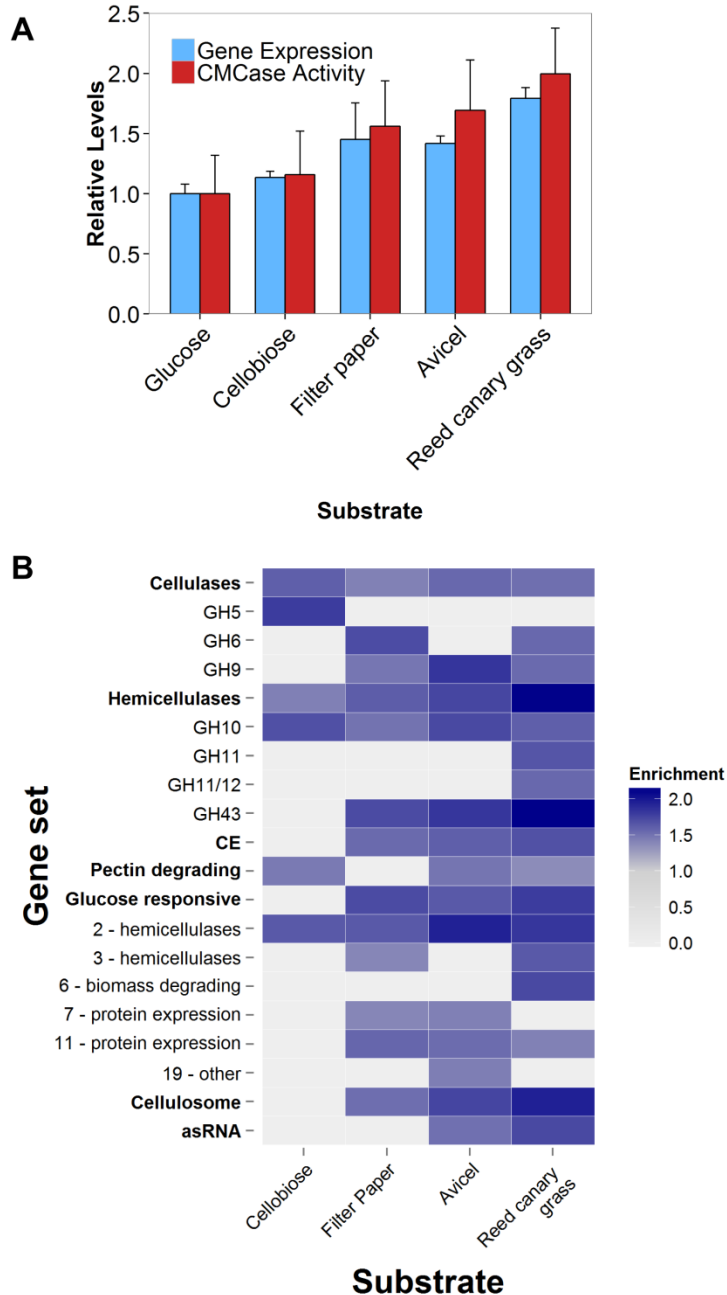 A
2.5
2.0
1.5
1.0
0.5
0.0
Relative Levels
Gene Expression
CMCase Activity
Glucose
Cellobiose
Filter paper
Avicel
Reed canary grass
Substrate
B
Gene set
Cellulases
GH5
GH6
GH9
Hemicellulases
GH10
GH11
GH11/12
GH43
CE
Pectin degrading
Glucose responsive
2 - hemicellulases
3 - hemicellulases
6 - biomass degrading
7 - protein expression
11 - protein expression
19 - other
Cellulosome
asRNA
Enrichment
2.0
1.5
1.0
0.5
0.0
Cellobiose
Filter Paper
Avicel
Reed canary
grass
Substrate